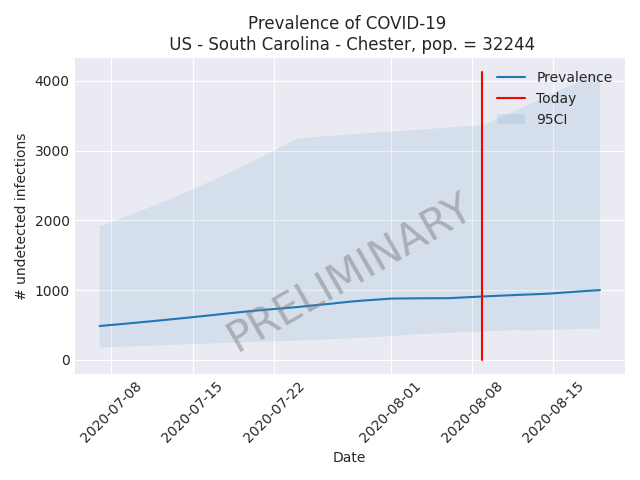 Prevalence of COVID-19
US - South Carolina - Chester, pop. = 32244
Prevalence
Today
95CI
# undetected infections
4000
3000
2000
1000
0
PRELIMINARY
2020-07-08
2020-07-15
2020-07-22
2020-08-01
2020-08-08
2020-08-15
Date